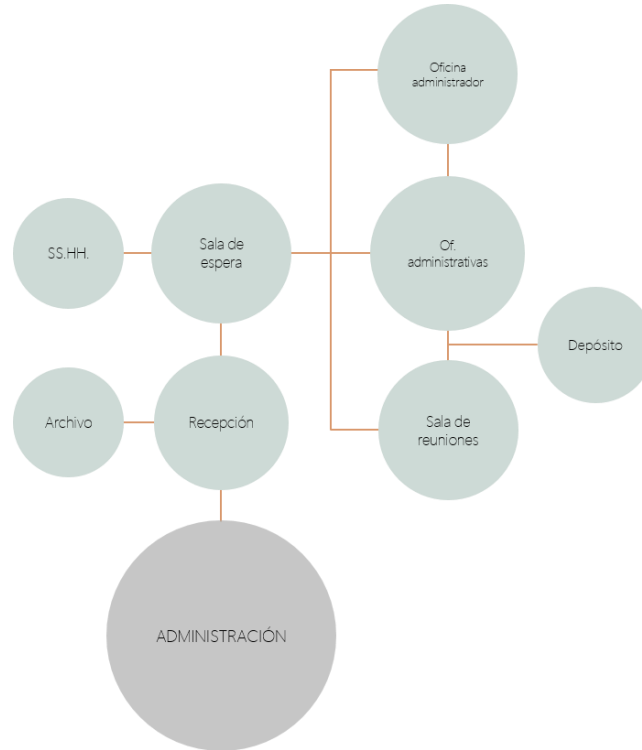 Oficina
administrador
SS.HH.
Sala de
espera
Of.
administrativas
Depósito
Archivo
Recepción
Sala de
reuniones
ADMINISTRACIÓN